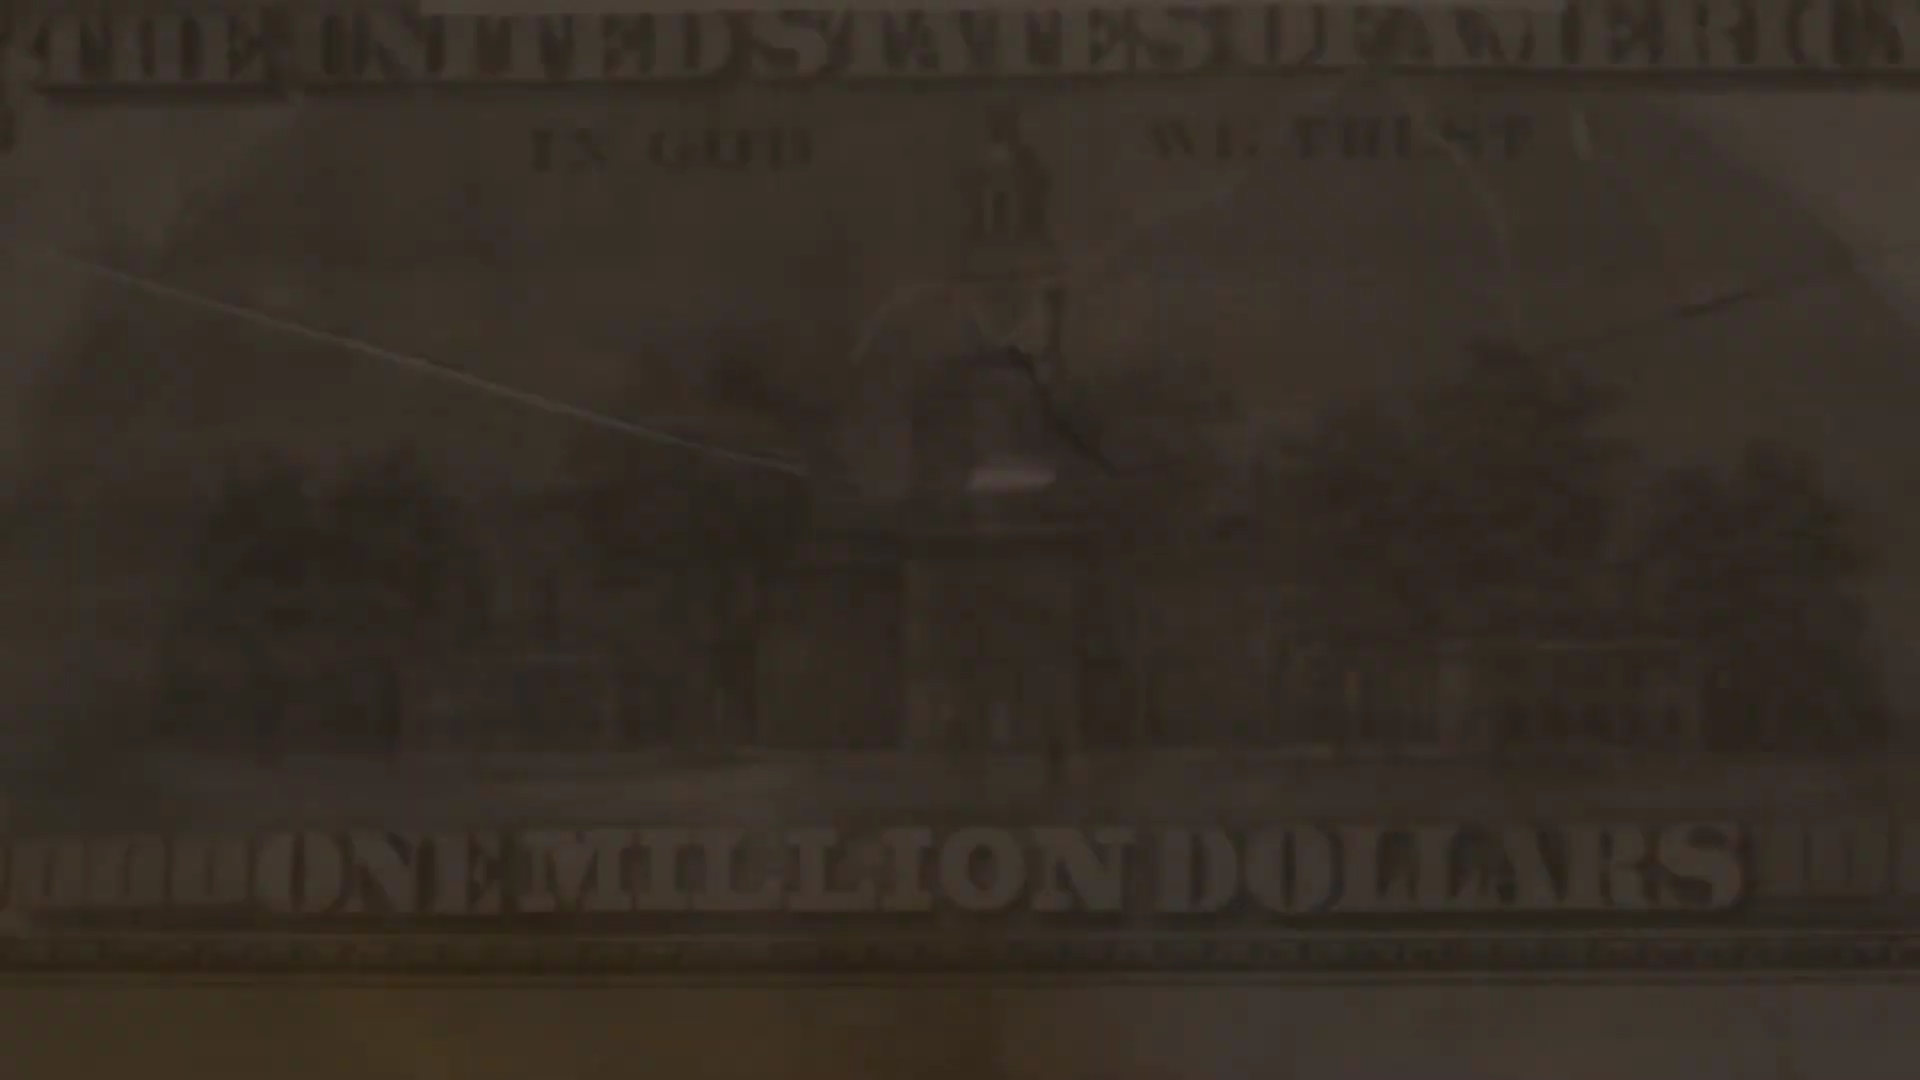 THE UNITED STATES OF AMERICA
IN GOD WE TRUST
ONE MILLION DOLLARS